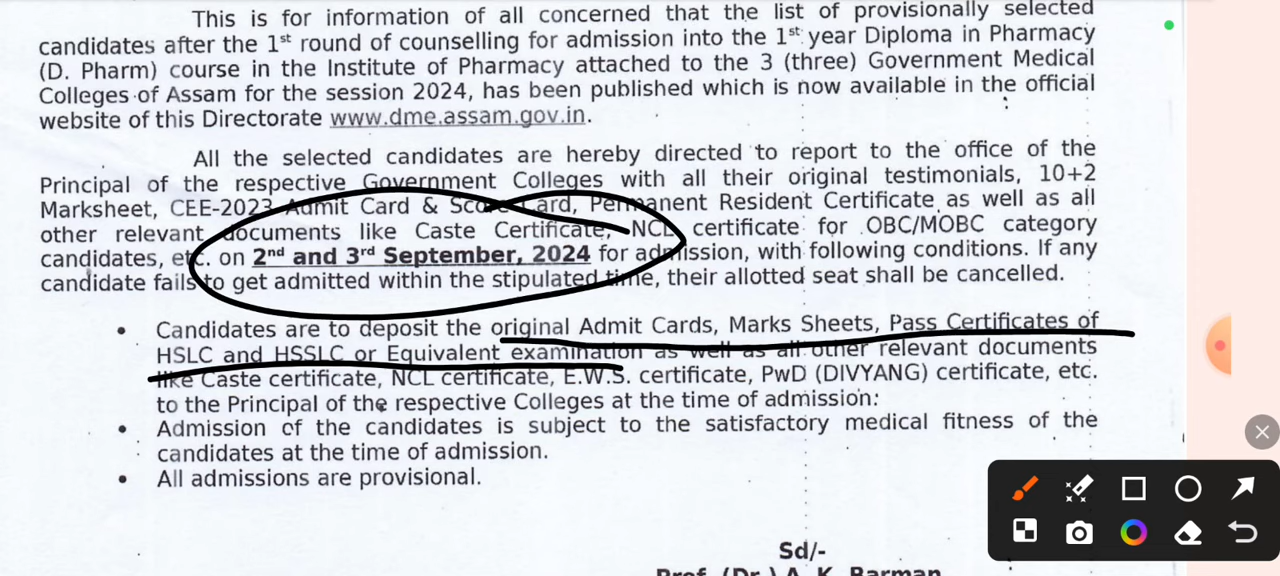 This is for information of all concerned that the list of provisionally selected
candidates after the 1st round of counselling for admission into the 1st year Diploma in Pharmacy
(D. Pharm) course in the Institute of Pharmacy attached to the 3 (three) Government Medical
Colleges of Assam for the session 2024, has been published which is now available in the official
website of this Directorate www.dme.assam.gov.in.
All the selected candidates are hereby directed to report to the office of the
Principal of the respective Government Colleges with all their original testimonials, 10+2
Marksheet, CEE-2023 Admit Card & Score Card, Permanent Resident Certificate as well as all
other relevant documents like Caste Certificate, NCL certificate for OBC/MOBC category
candidates, etc. on 2nd and 3rd September, 2024 for admission, with following conditions. If any
candidate fails to get admitted within the stipulated time, their allotted seat shall be cancelled.
• Candidates are to deposit the original Admit Cards, Marks Sheets, Pass Certificates of
HSLC and HSSLC or Equivalent examination as well as all other relevant documents
like Caste certificate, NCL certificate, E.W.S. certificate, PwD (DIVYANG) certificate, etc.
to the Principal of the respective Colleges at the time of admission:
• Admission of the candidates is subject to the satisfactory medical fitness of the
candidates at the time of admission.
• All admissions are provisional.
Sd/-
Prof. (Dr.) A. K. Barman